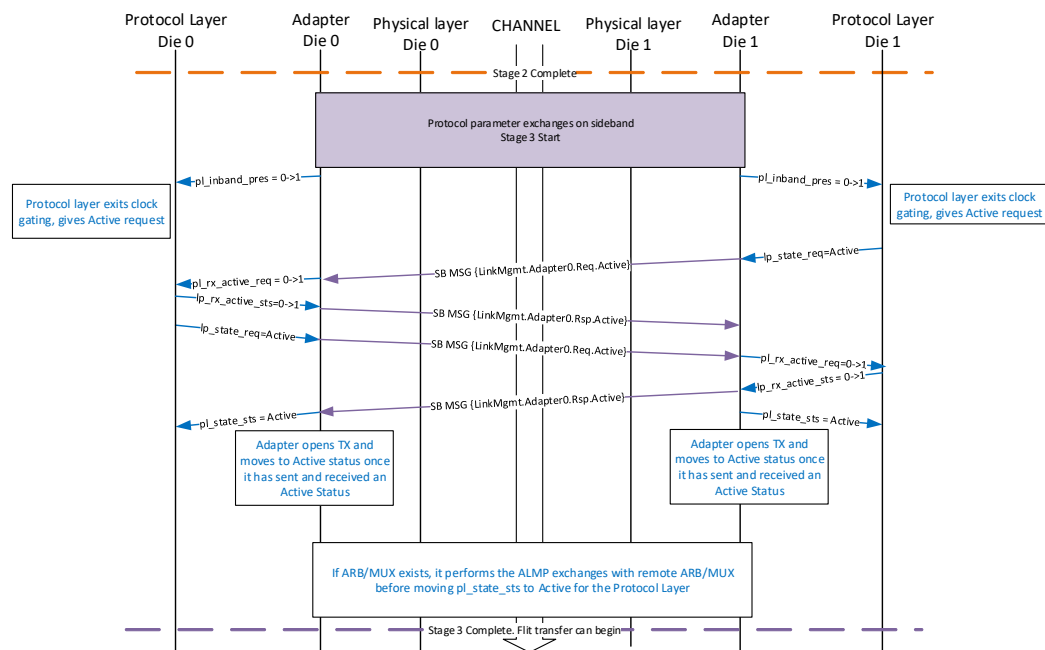 Protocol Layer
Die 0
Adapter
Die 0
Physical layer
Die 0
CHANNEL
Physical layer
Die 1
Adapter
Die 1
Protocol Layer
Die 1
Stage 2 Complete
Protocol parameter exchanges on sideband
Stage 3 Start
pl_inband_pres = 0->1
pl_inband_pres = 0->1
Protocol layer exits clock
gating, gives Active request
Protocol layer exits clock
gating, gives Active request
lp_state_req=Active
SB MSG {LinkMgmt.Adapter0.Req.Active}
pl_rx_active_req = 0->1
lp_rx_active_sts=0->1
SB MSG {LinkMgmt.Adapter0.Rsp.Active}
lp_state_req=Active
SB MSG {LinkMgmt.Adapter0.Req.Active}
pl_rx_active_req=0->1
lp_rx_active_sts = 0->1
SB MSG {LinkMgmt.Adapter0.Rsp.Active}
pl_state_sts = Active
pl_state_sts = Active
Adapter opens TX and
moves to Active status once
it has sent and received an
Active Status
Adapter opens TX and
moves to Active status once
it has sent and received an
Active Status
If ARB/MUX exists, it performs the ALMP exchanges with remote ARB/MUX
before moving pl_state_sts to Active for the Protocol Layer
Stage 3 Complete. Flit transfer can begin